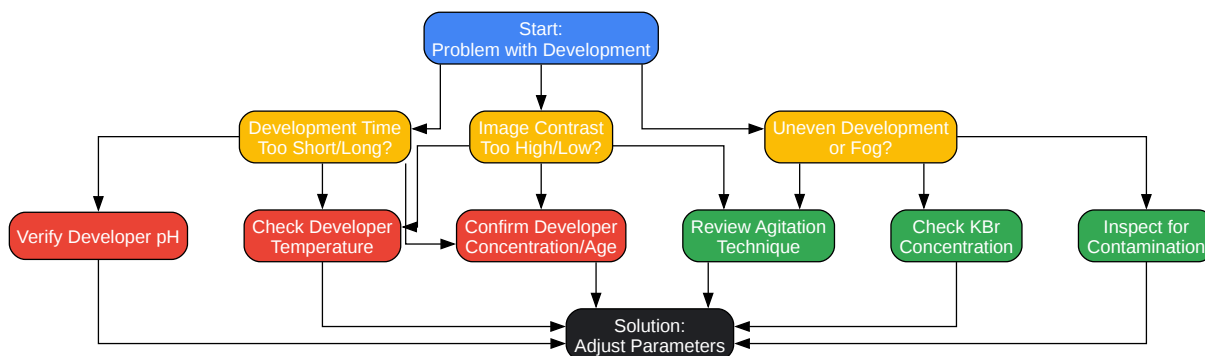 Start:
Problem with Development
Development Time
Too Short/Long?
Image Contrast
Too High/Low?
Uneven Development
or Fog?
Verify Developer pH
Check Developer
Temperature
Confirm Developer
Concentration/Age
Review Agitation
Technique
Check KBr
Concentration
Inspect for
Contamination
Solution:
Adjust Parameters